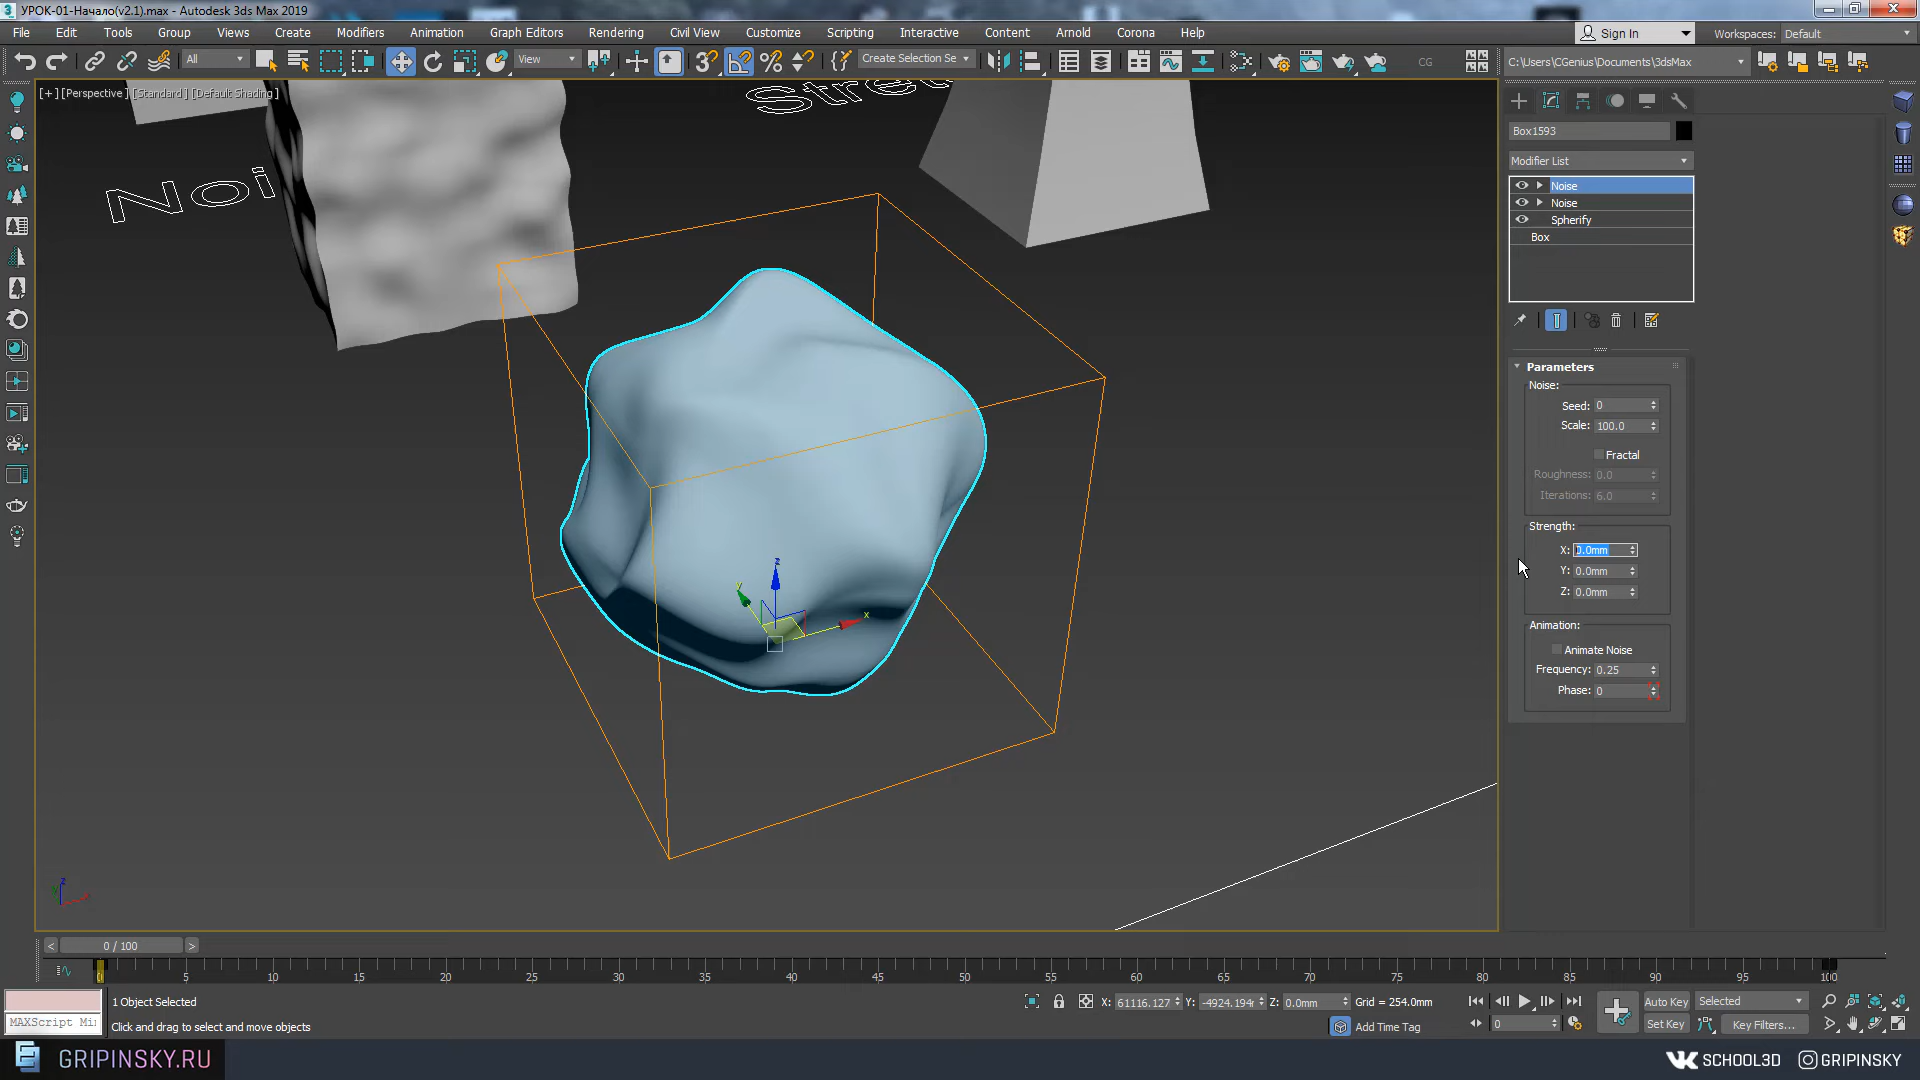 УРОК-01-Начало(v2.1).max - Autodesk 3ds Max 2019
File Edit Tools Group Views Create Modifiers Animation Graph Editors Rendering Civil View Customize Scripting Interactive Content Arnold Corona Help
Sign In
Workspaces: Default
All
View
Create Selection Se
CG
C:\Users\CGenius\Documents\3dsMax
[+] [Perspective] [Standard] [Default Shading]
Noi
Stre
Box1593
Modifier List
Noise
Noise
Spherify
Box
Parameters
Noise:
Seed: 0
Scale: 100.0
Fractal
Roughness: 0.0
Iterations: 6.0
Strength:
X: 0.0mm
Y: 0.0mm
Z: 0.0mm
Animation:
Animate Noise
Frequency: 0.25
Phase: 0
z
y
x
z
< 0 / 100 >
0 5 10 15 20 25 30 35 40 45 50 55 60 65 70 75 80 85 90 95 100
1 Object Selected
X: 61116.127 Y: -4924.194r Z: 0.0mm Grid = 254.0mm
Auto Key Selected
MAXScript Mi
Click and drag to select and move objects
Add Time Tag
0
Set Key Key Filters...
GRIPINSKY.RU
SCHOOL3D GRIPINSKY